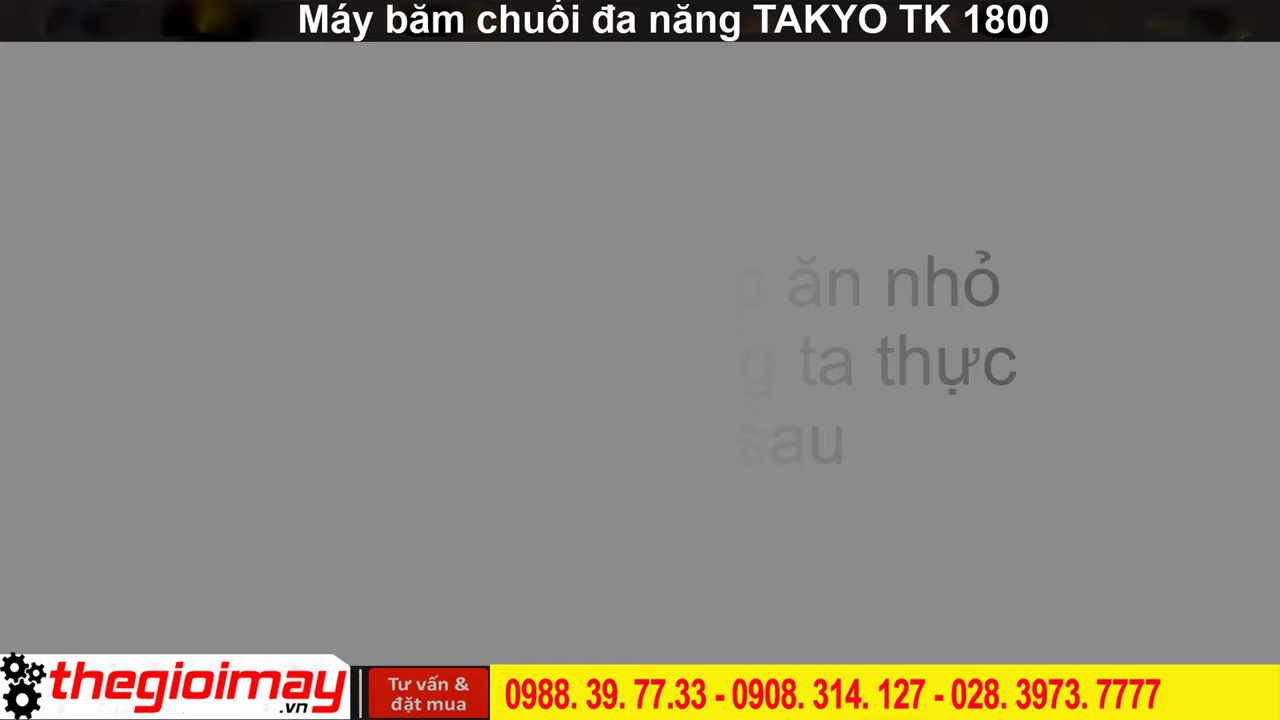 Máy băm chuối đa năng TAKYO TK 1800
ăn nhỏ
g ta thực
sau
thegioimay
.vn
Tư vấn &
đặt mua
0988. 39. 77.33 - 0908. 314. 127 - 028. 3973. 7777